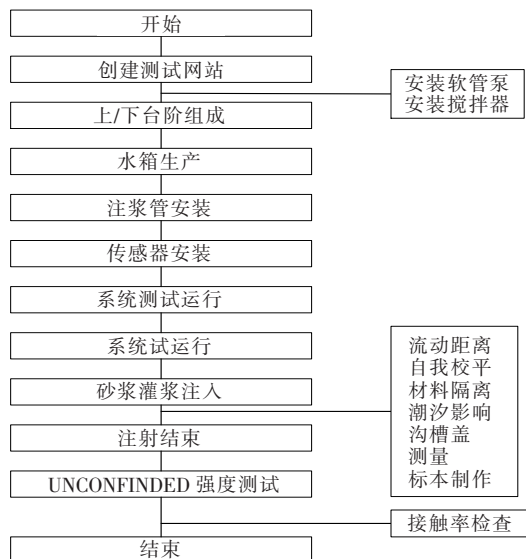 开始
创建测试网站
安装软管泵
安装搅拌器
上/下台阶组成
水箱生产
注浆管安装
传感器安装
系统测试运行
系统试运行
砂浆灌浆注入
流动距离
自我校平
材料隔离
潮汐影响
沟槽盖
测量
标本制作
注射结束
UNCONFINDED 强度测试
接触率检查
结束